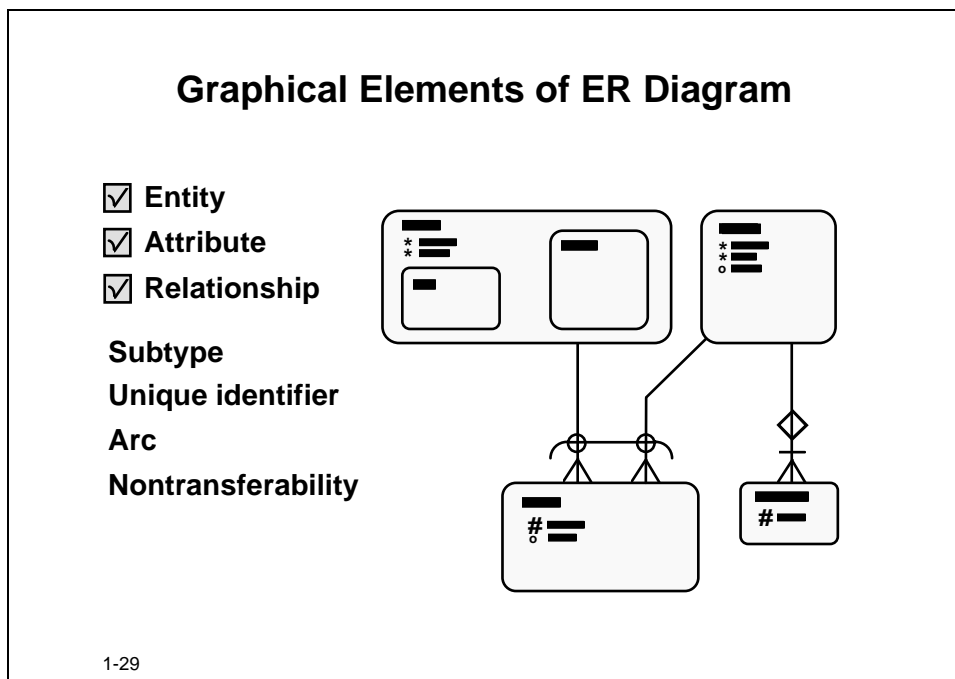 Graphical Elements of ER Diagram
Entity
Attribute
Relationship
Subtype
Unique identifier
Arc
Nontransferability
*
*
*
*
o
#
o
#
1-29